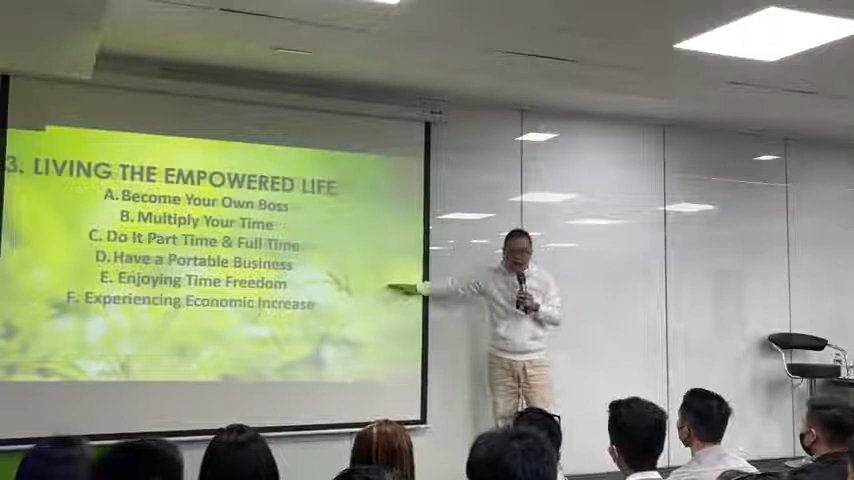 3. LIVING THE EMPOWERED LIFE
A. Become Your Own Boss
B. Multiply Your Time
C. Do It Part Time & Full Time
D. Have a Portable Business
E. Enjoying Time Freedom
F. Experiencing Economic Increase